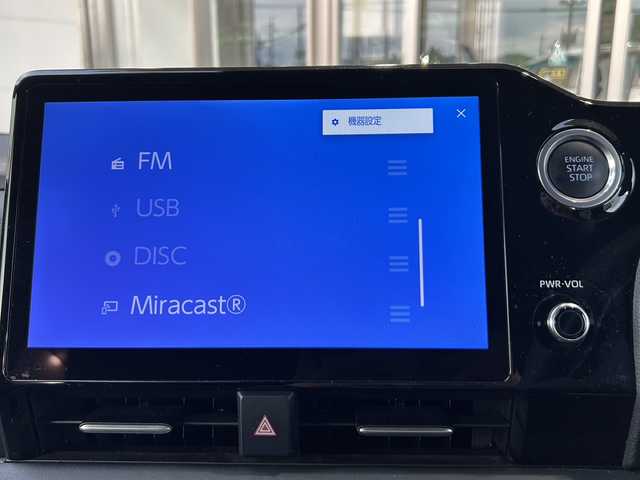 機器設定
FM
USB
DISC
Miracast®
ENGINE
START
STOP
PWR·VOL